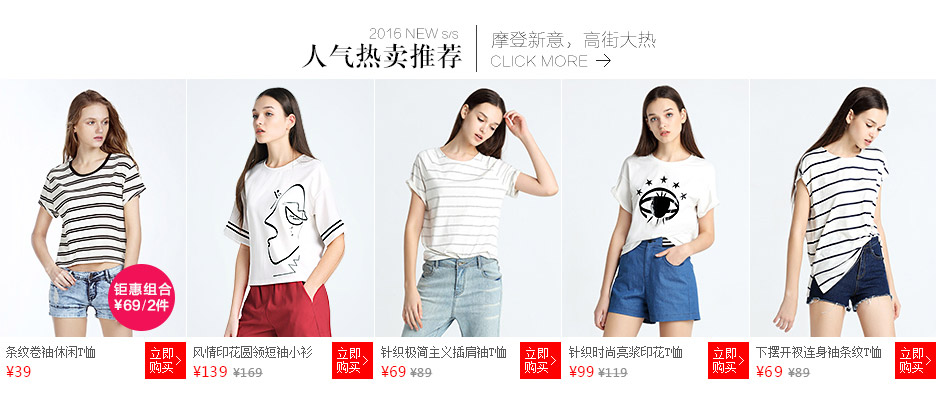 2016 NEW S/S
人气热卖推荐
摩登新意，高街大热
CLICK MORE
钜惠组合
¥69/2件
条纹卷袖休闲T恤
¥39
立即
购买
风情印花圆领短袖小衫
¥139 ¥169
立即
购买
针织极简主义插肩袖T恤
¥69 ¥89
立即
购买
针织时尚亮浆印花T恤
¥99 ¥119
立即
购买
下摆开衩连身袖条纹T恤
¥69 ¥89
立即
购买